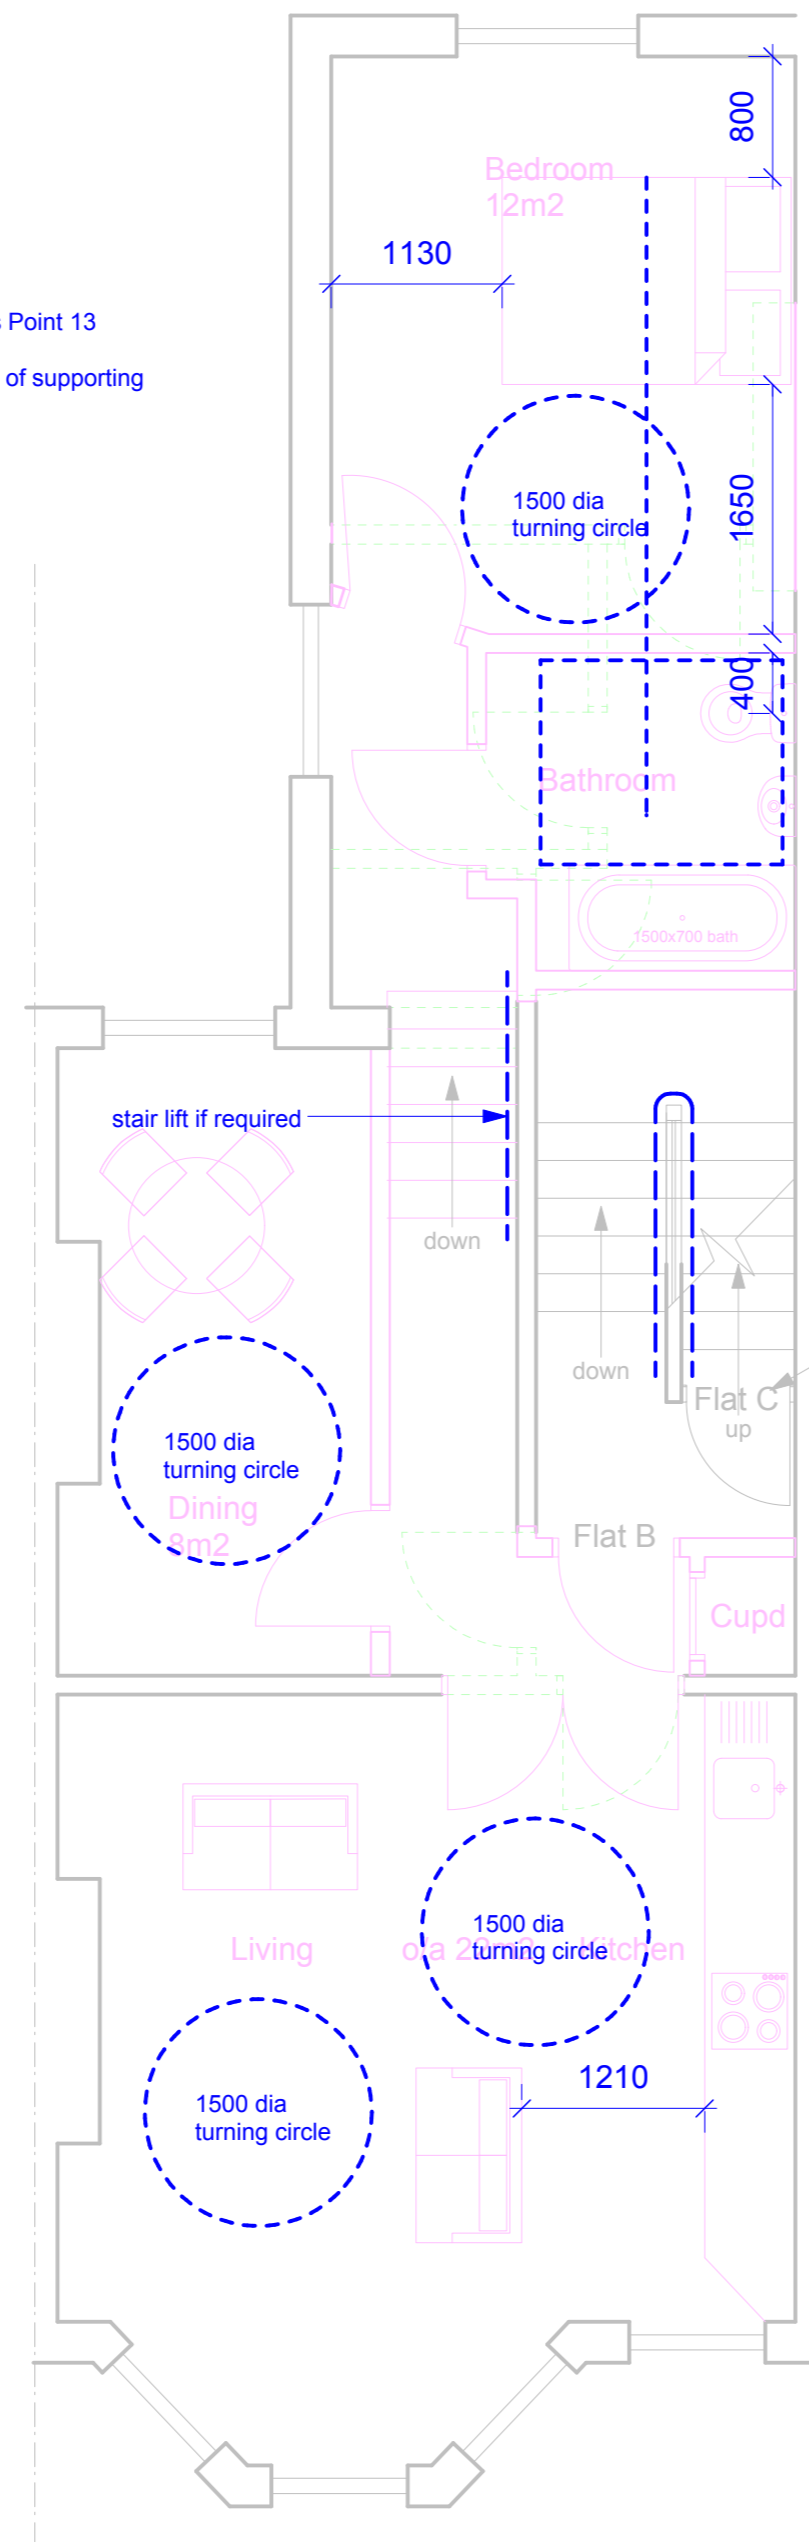 800
Bedroom
12m2
1130
s Point 13
of supporting
1500 dia
turning circle
1650
400
Bathroom
1500x700 bath
stair lift if required
down
down
Flat C
up
1500 dia
turning circle
Dining
8m2
Flat B
Cupd
1500 dia
turning circle
Living
o/a
Kitchen
1210
1500 dia
turning circle